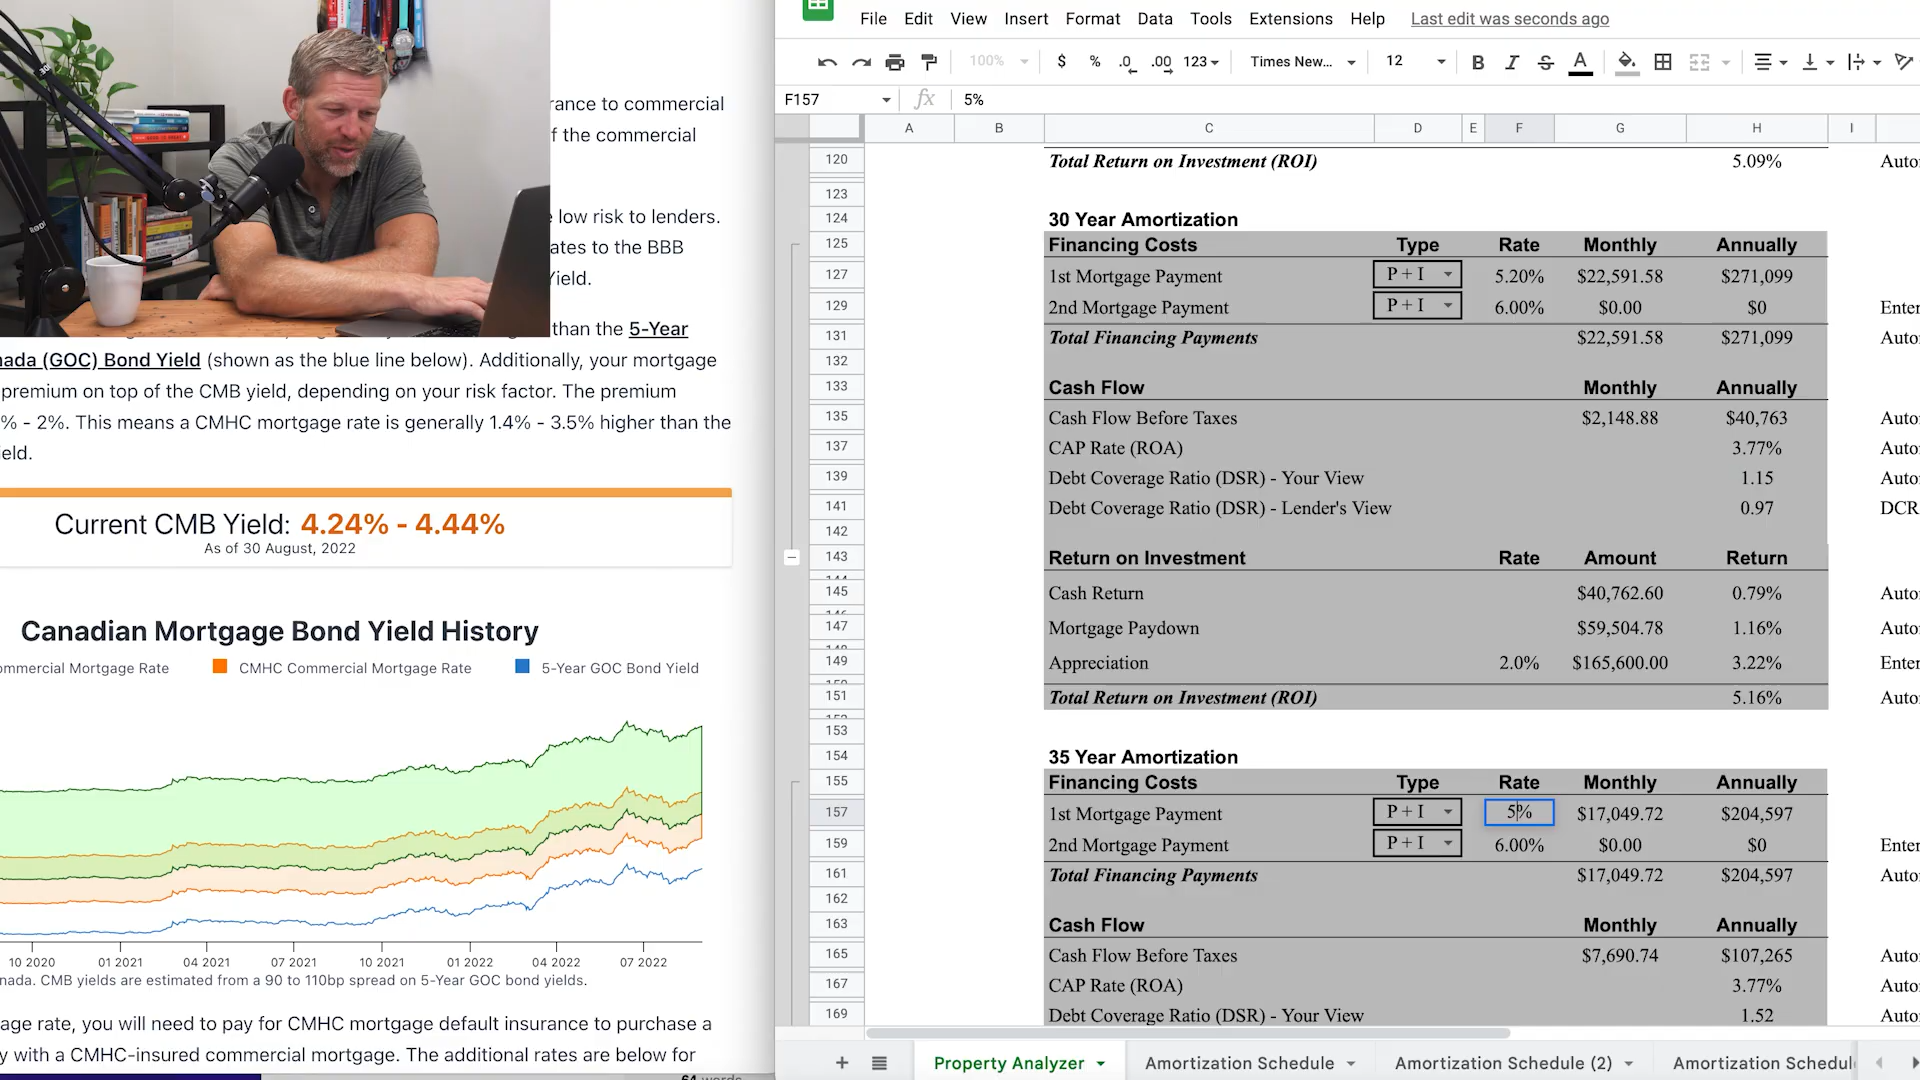 File Edit View Insert Format Data Tools Extensions Help Last edit was seconds ago
100% $ % .0 .00 123 Times New... 12 B I S A
F157 fx 5%
A B C D E F G H I
rance to commercial
f the commercial
low risk to lenders.
ates to the BBB
ield.
than the 5-Year
nada (GOC) Bond Yield (shown as the blue line below). Additionally, your mortgage
premium on top of the CMB yield, depending on your risk factor. The premium
% - 2%. This means a CMHC mortgage rate is generally 1.4% - 3.5% higher than the
eld.
Current CMB Yield: 4.24% - 4.44%
As of 30 August, 2022
Canadian Mortgage Bond Yield History
ommercial Mortgage Rate CMHC Commercial Mortgage Rate 5-Year GOC Bond Yield
10 2020 01 2021 04 2021 07 2021 10 2021 01 2022 04 2022 07 2022
nada. CMB yields are estimated from a 90 to 110bp spread on 5-Year GOC bond yields.
age rate, you will need to pay for CMHC mortgage default insurance to purchase a
y with a CMHC-insured commercial mortgage. The additional rates are below for
64 words
120 Total Return on Investment (ROI) 5.09% Auto
123
124 30 Year Amortization
125 Financing Costs Type Rate Monthly Annually
127 1st Mortgage Payment P + I 5.20% $22,591.58 $271,099
129 2nd Mortgage Payment P + I 6.00% $0.00 $0 Enter
131 Total Financing Payments $22,591.58 $271,099 Auto
132
133 Cash Flow Monthly Annually
135 Cash Flow Before Taxes $2,148.88 $40,763 Auto
137 CAP Rate (ROA) 3.77% Auto
139 Debt Coverage Ratio (DSR) - Your View 1.15 Auto
141 Debt Coverage Ratio (DSR) - Lender's View 0.97 DCR
142
143 Return on Investment Rate Amount Return
145 Cash Return $40,762.60 0.79% Auto
147 Mortgage Paydown $59,504.78 1.16% Auto
149 Appreciation 2.0% $165,600.00 3.22% Enter
151 Total Return on Investment (ROI) 5.16% Auto
153
154 35 Year Amortization
155 Financing Costs Type Rate Monthly Annually
157 1st Mortgage Payment P + I 5% $17,049.72 $204,597
159 2nd Mortgage Payment P + I 6.00% $0.00 $0 Enter
161 Total Financing Payments $17,049.72 $204,597 Auto
162
163 Cash Flow Monthly Annually
165 Cash Flow Before Taxes $7,690.74 $107,265 Auto
167 CAP Rate (ROA) 3.77% Auto
169 Debt Coverage Ratio (DSR) - Your View 1.52 Auto
Property Analyzer Amortization Schedule Amortization Schedule (2) Amortization Schedul